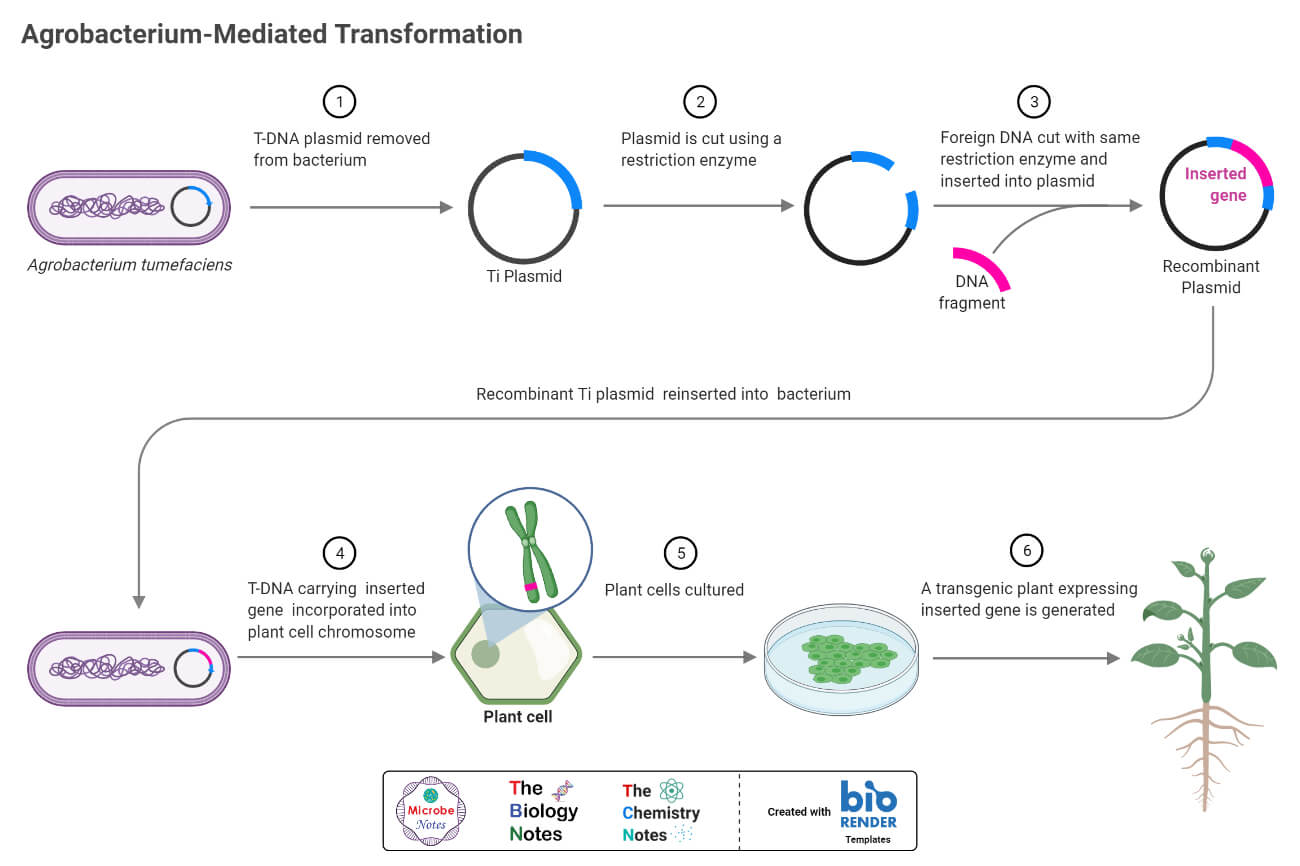 Agrobacterium-Mediated Transformation
1
T-DNA plasmid removed
from bacterium
2
Plasmid is cut using a
restriction enzyme
3
Foreign DNA cut with same
restriction enzyme and
inserted into plasmid
Agrobacterium tumefaciens
Ti Plasmid
DNA
fragment
Inserted
gene
Recombinant
Plasmid
Recombinant Ti plasmid reinserted into bacterium
4
T-DNA carrying inserted
gene incorporated into
plant cell chromosome
Plant cell
5
Plant cells cultured
6
A transgenic plant expressing
inserted gene is generated
Microbe
Notes
The
Biology
Notes
The
Chemistry
Notes
Created with
bio
RENDER
Templates